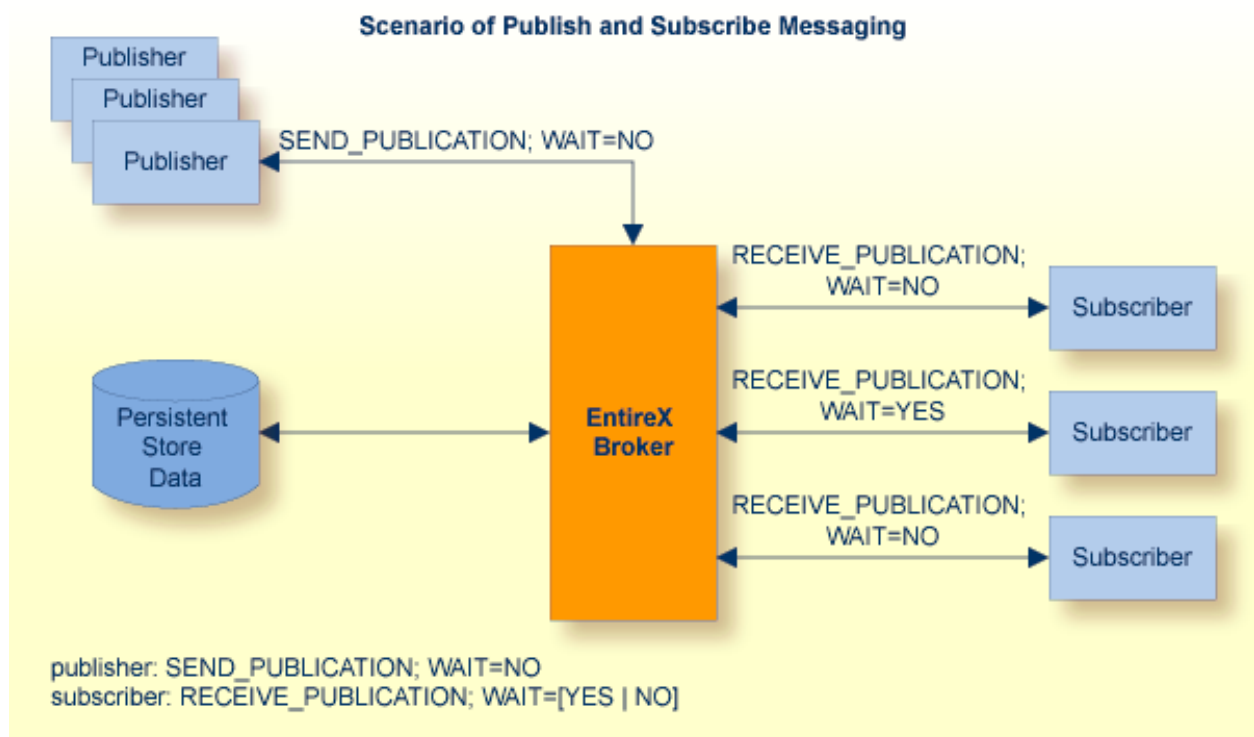 Scenario of Publish and Subscribe Messaging
Publisher
Publisher
Publisher
SEND_PUBLICATION; WAIT=NO
RECEIVE_PUBLICATION;
WAIT=NO
Subscriber
Persistent
Store
Data
EntireX
Broker
RECEIVE_PUBLICATION;
WAIT=YES
Subscriber
RECEIVE_PUBLICATION;
WAIT=NO
Subscriber
publisher: SEND_PUBLICATION; WAIT=NO
subscriber: RECEIVE_PUBLICATION; WAIT=[YES | NO]